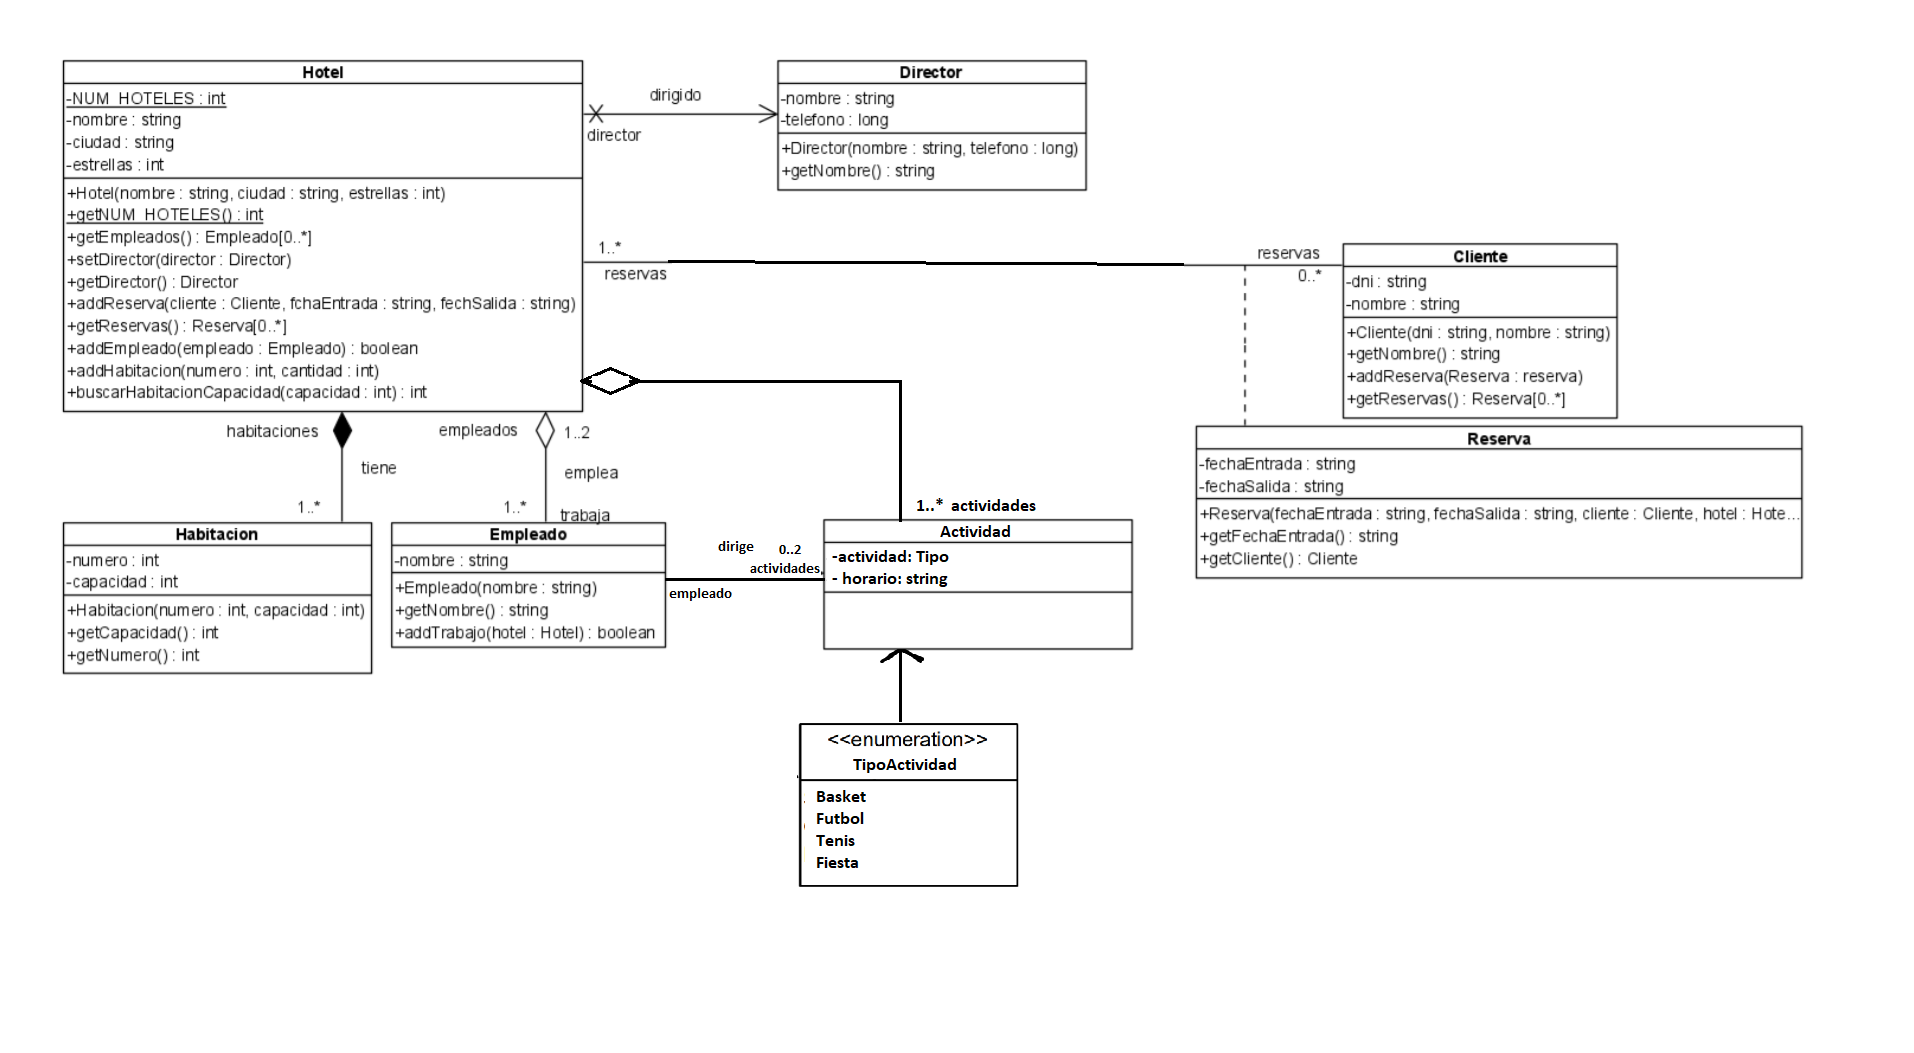 Hotel
-NUM_HOTELES : int
-nombre : string
-ciudad : string
-estrellas : int
+Hotel(nombre : string, ciudad : string, estrellas : int)
+getNUM_HOTELES() : int
+getEmpleados() : Empleado[0..*]
+setDirector(director : Director)
+getDirector() : Director
+addReserva(cliente : Cliente, fchaEntrada : string, fechSalida : string)
+getReservas() : Reserva[0..*]
+addEmpleado(empleado : Empleado) : boolean
+addHabitacion(numero : int, cantidad : int)
+buscarHabitacionCapacidad(capacidad : int) : int
dirigido
director
Director
-nombre : string
-telefono : long
+Director(nombre : string, telefono : long)
+getNombre() : string
1..*
reservas
reservas
0..*
Cliente
-dni : string
-nombre : string
+Cliente(dni : string, nombre : string)
+getNombre() : string
+addReserva(Reserva : reserva)
+getReservas() : Reserva[0..*]
Reserva
-fechaEntrada : string
-fechaSalida : string
+Reserva(fechaEntrada : string, fechaSalida : string, cliente : Cliente, hotel : Hote...
+getFechaEntrada() : string
+getCliente() : Cliente
habitaciones
tiene
1..*
empleados
1..2
emplea
1..*
trabaja
Habitacion
-numero : int
-capacidad : int
+Habitacion(numero : int, capacidad : int)
+getCapacidad() : int
+getNumero() : int
Empleado
-nombre : string
+Empleado(nombre : string)
+getNombre() : string
+addTrabajo(hotel : Hotel) : boolean
dirige
0..2
actividades,
empleado
1..* actividades
Actividad
-actividad: Tipo
- horario: string
<<enumeration>>
TipoActividad
Basket
Futbol
Tenis
Fiesta